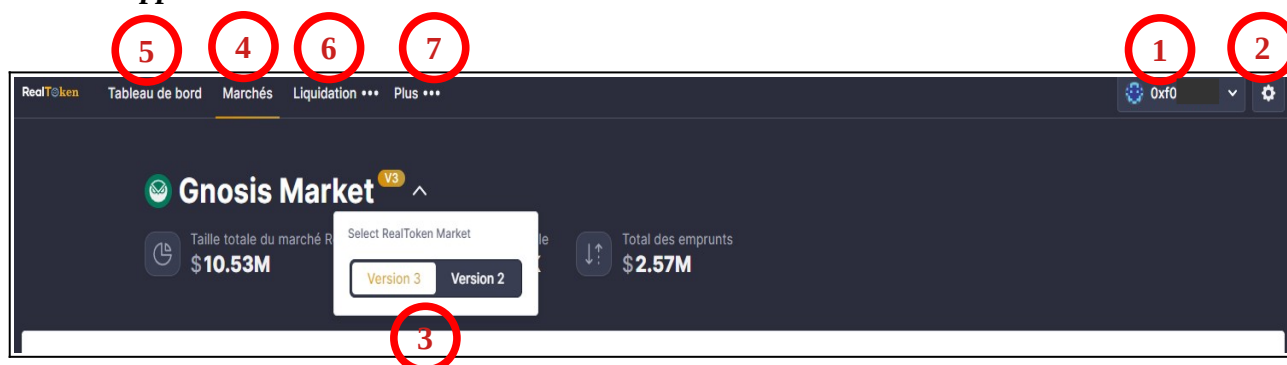 5 4 6 7 1 2
RealToken Tableau de bord Marchés Liquidation ••• Plus ••• 0xf0
Gnosis Market V3
Taille totale du marché R
$10.53M
Select RealToken Market
Version 3 Version 2
Total des emprunts
$2.57M
3